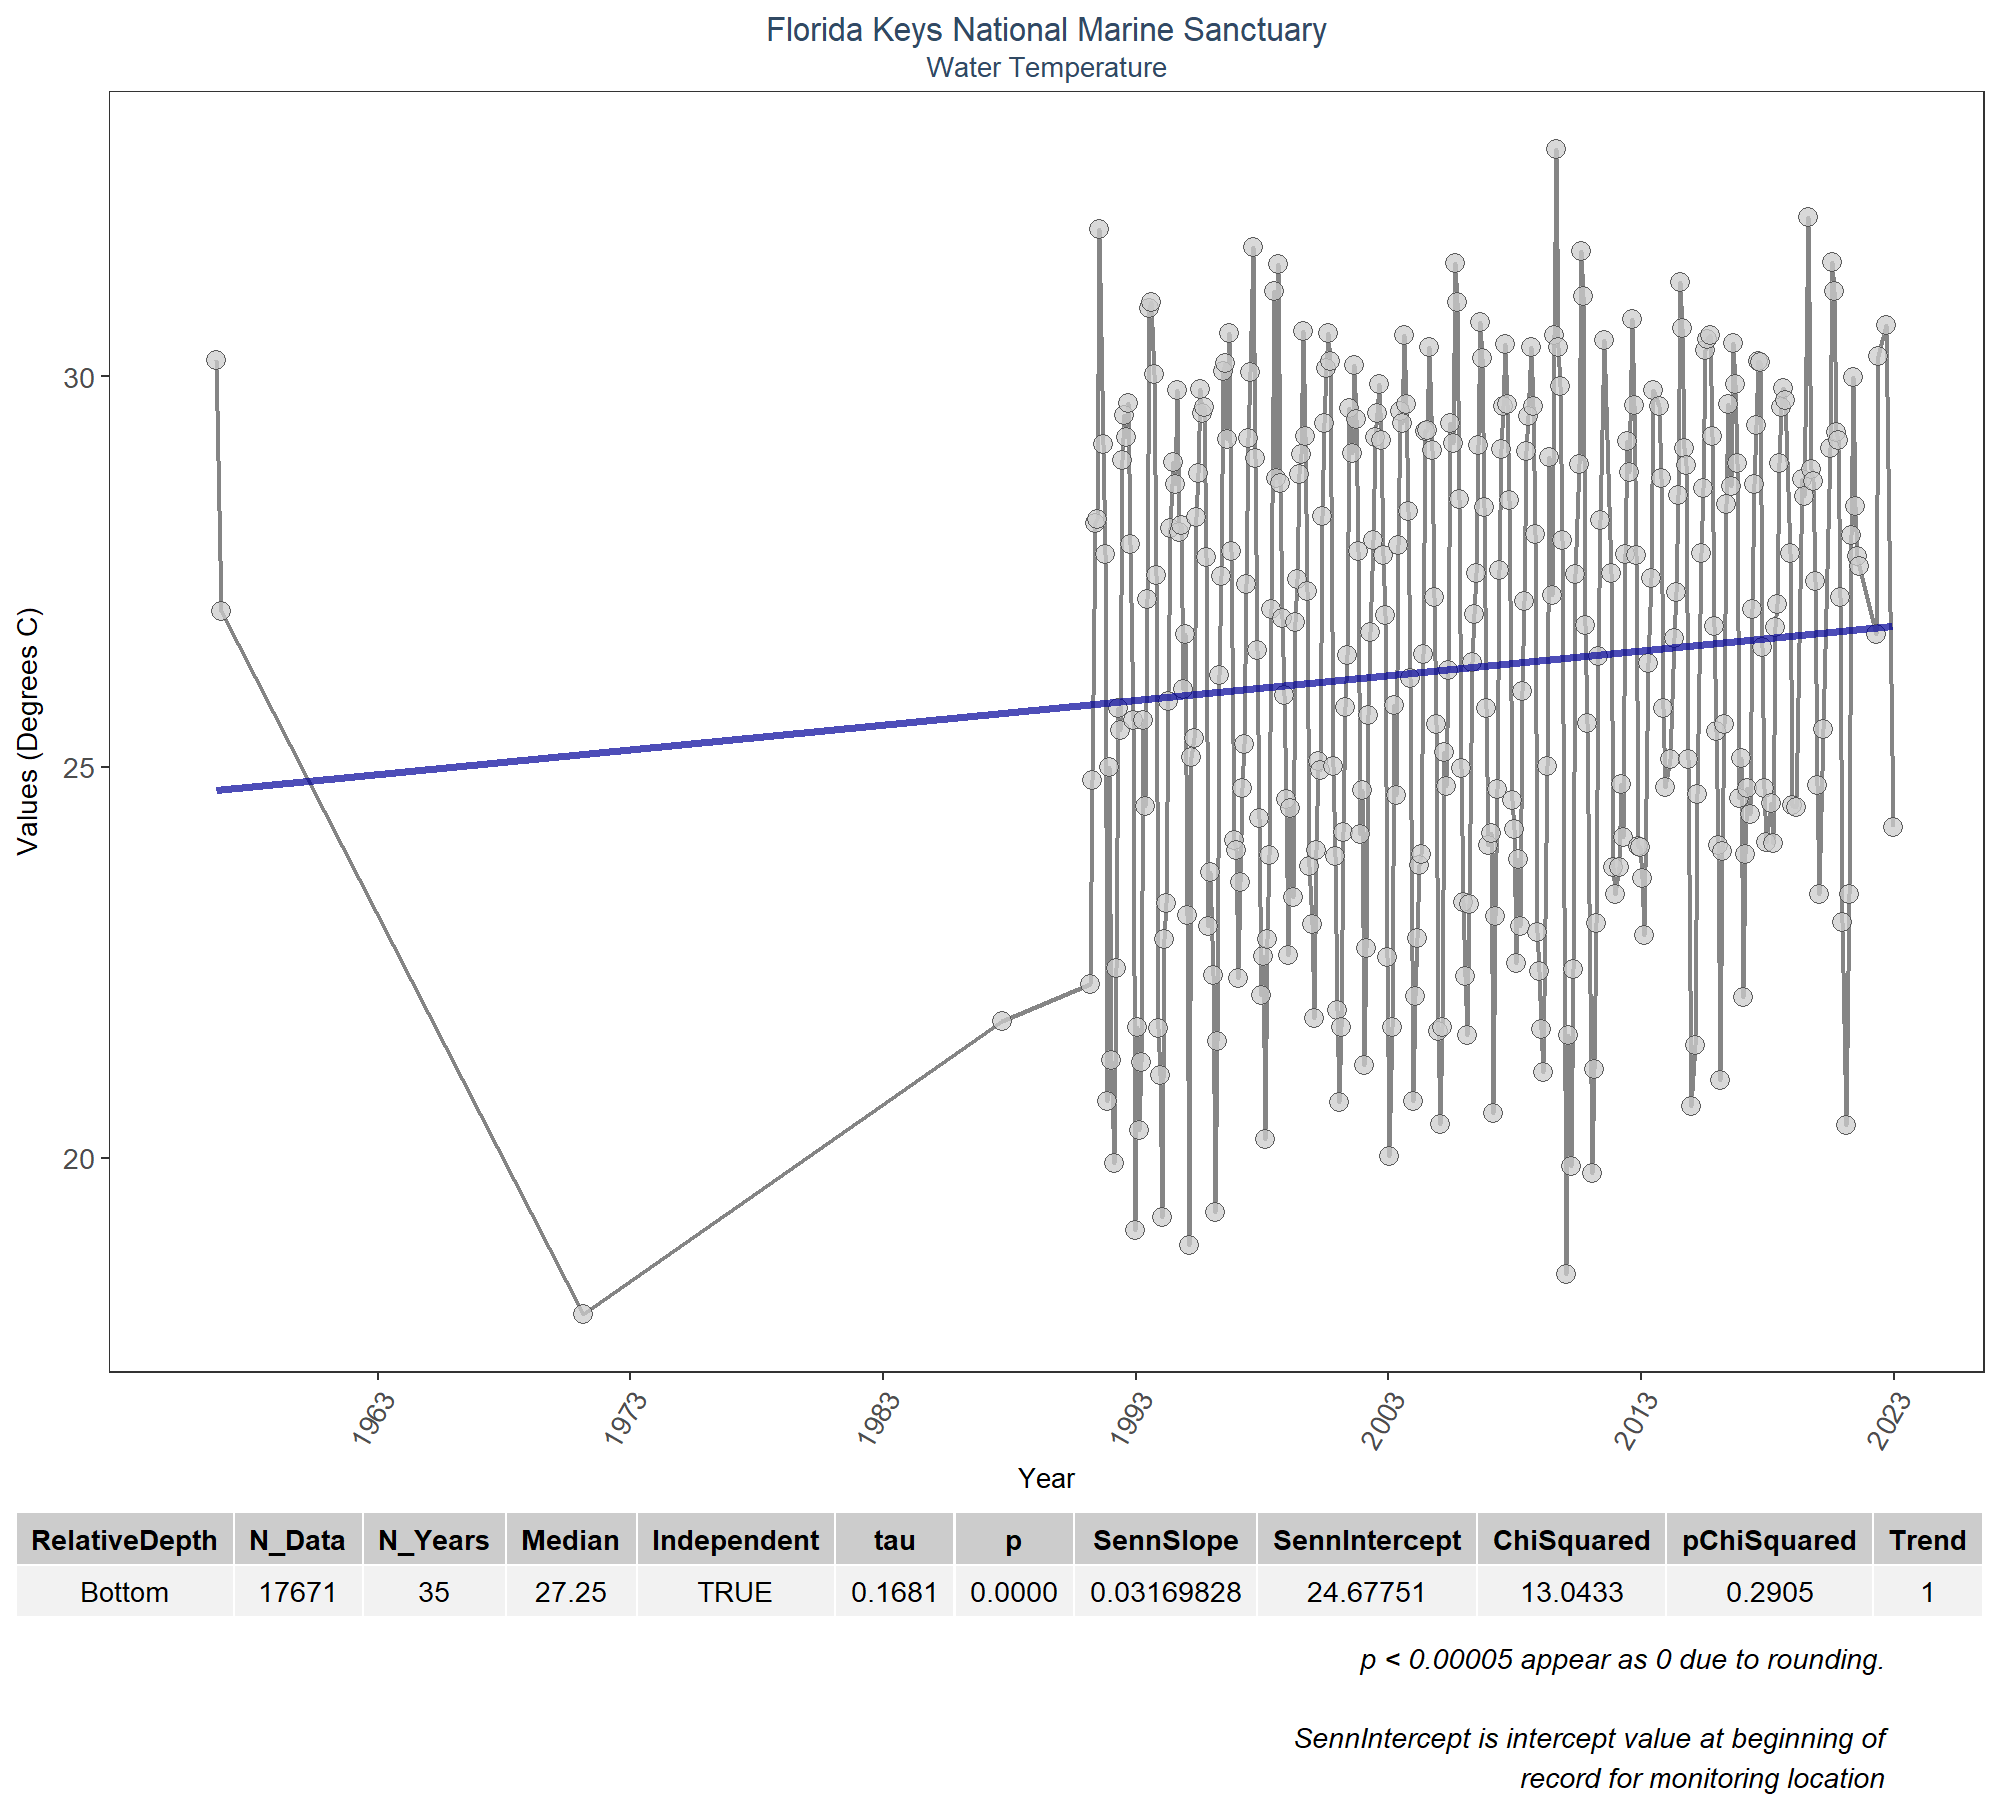 Florida Keys National Marine Sanctuary
Water Temperature
Values (Degrees C)
30
25
20
1963 1973 1983 1993 2003 2013 2023
Year
RelativeDepth N_Data N_Years Median Independent tau p SennSlope SennIntercept ChiSquared pChiSquared Trend
Bottom 17671 35 27.25 TRUE 0.1681 0.0000 0.03169828 24.67751 13.0433 0.2905 1
p < 0.00005 appear as 0 due to rounding.
SennIntercept is intercept value at beginning of
record for monitoring location